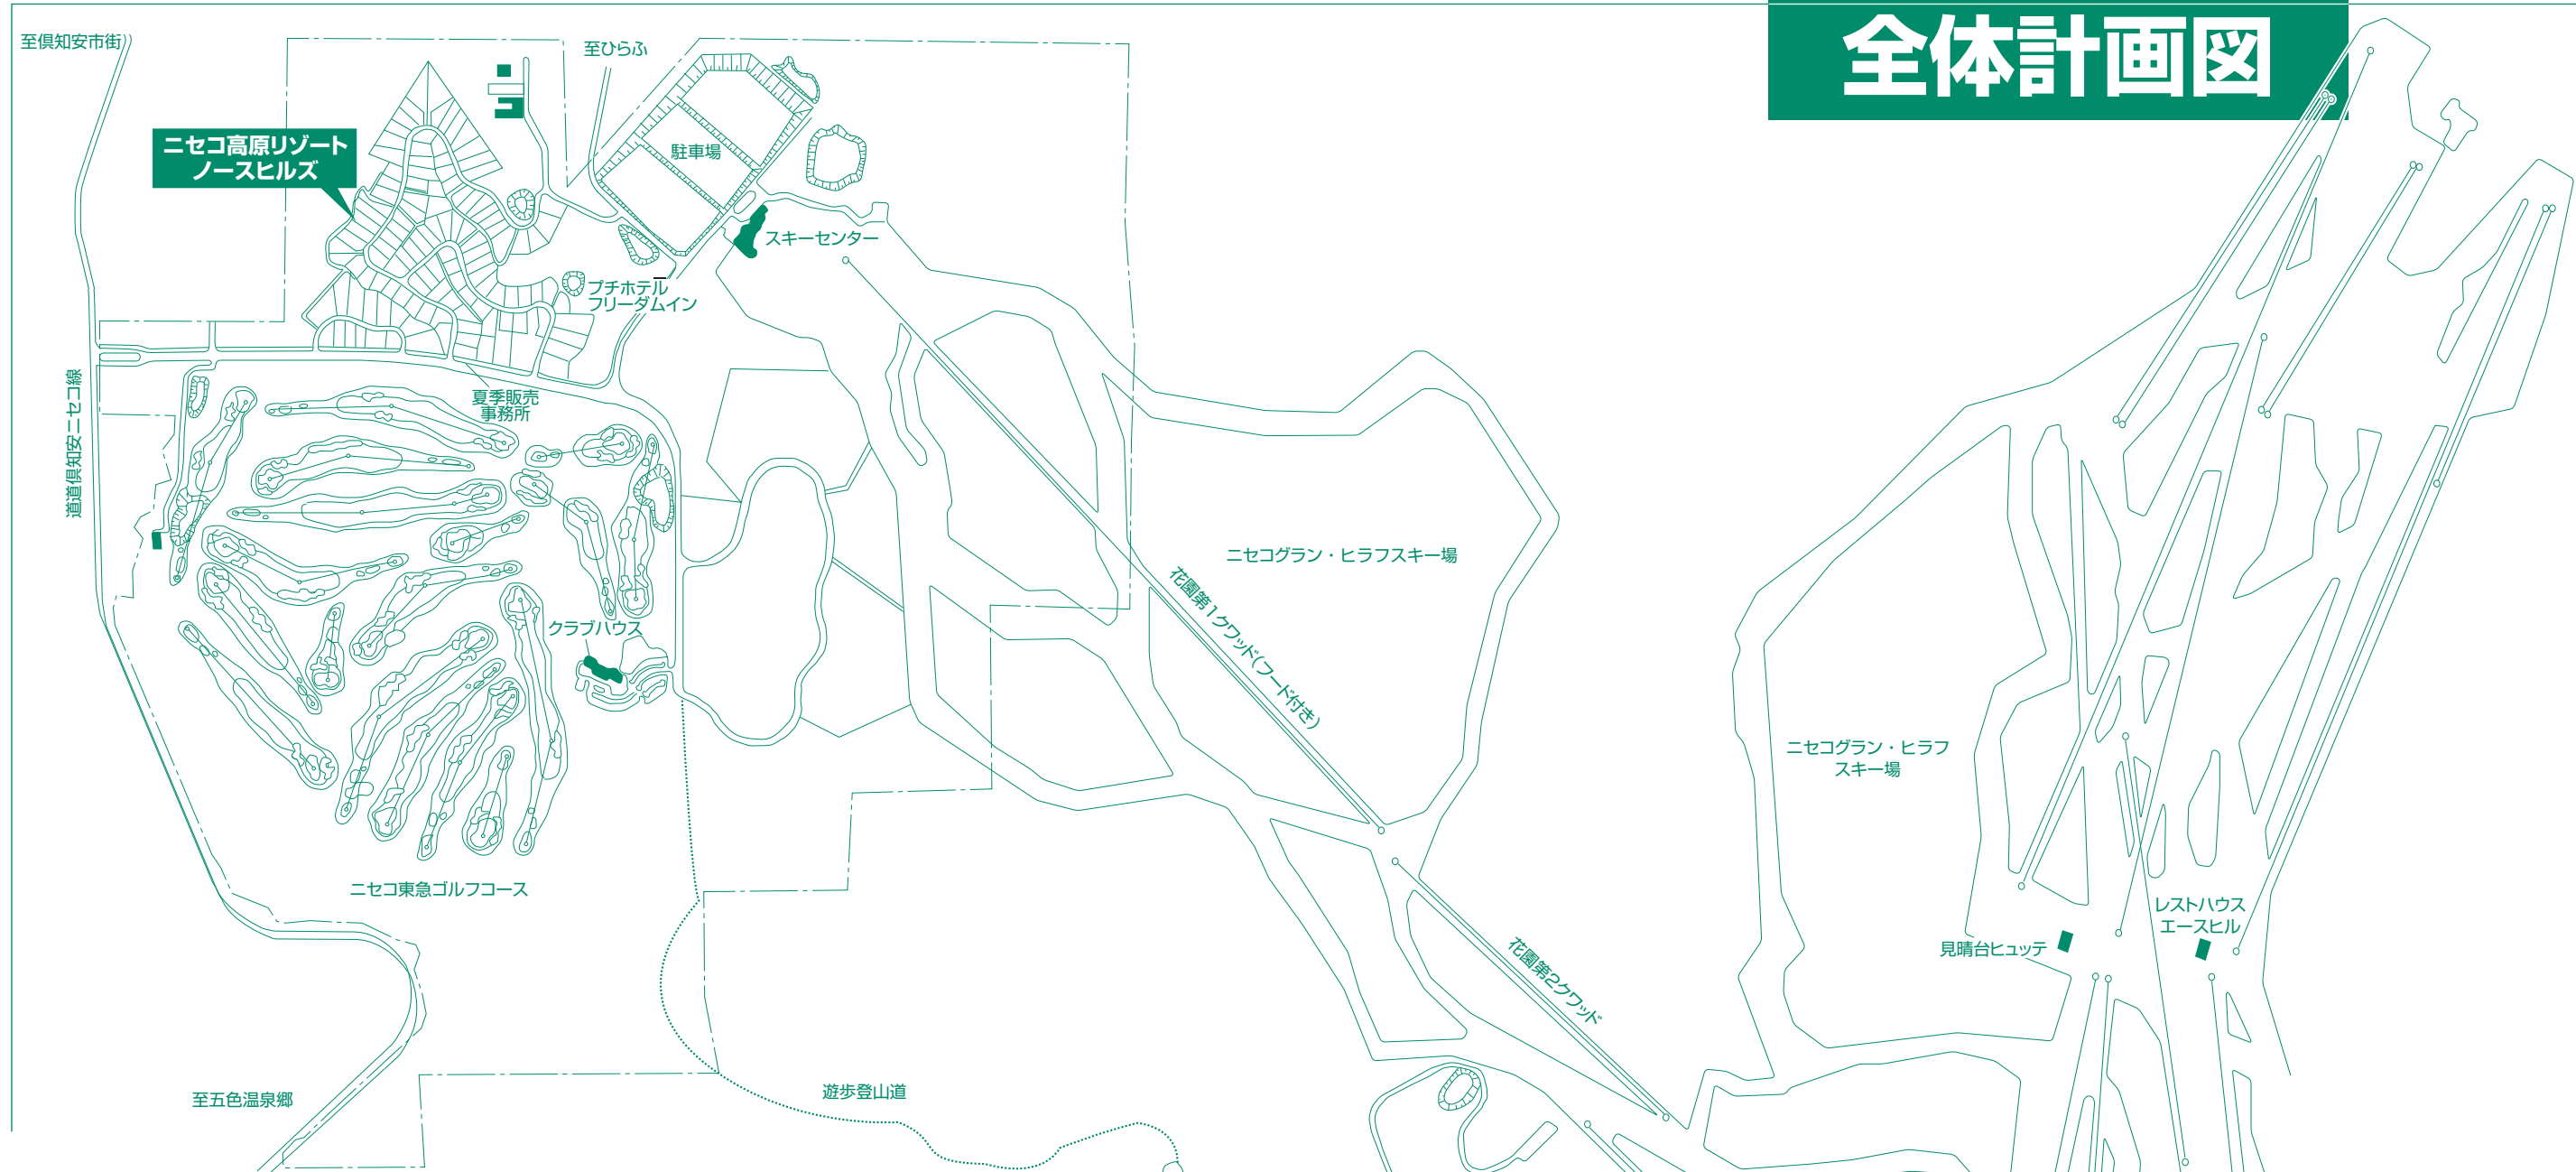 全体計画図
至倶知安市街
至ひらふ
ニセコ高原リゾート
ノースヒルズ
駐車場
スキーセンター
プチホテル
フリーダムイン
道道倶知安ニセコ線
夏季販売
事務所
ニセコグラン・ヒラフスキー場
花園第1クワッド(フード付き)
クラブハウス
ニセコグラン・ヒラフ
スキー場
ニセコ東急ゴルフコース
レストハウス
エースヒル
見晴台ヒュッテ
花園第2クワッド
至五色温泉郷
遊歩登山道